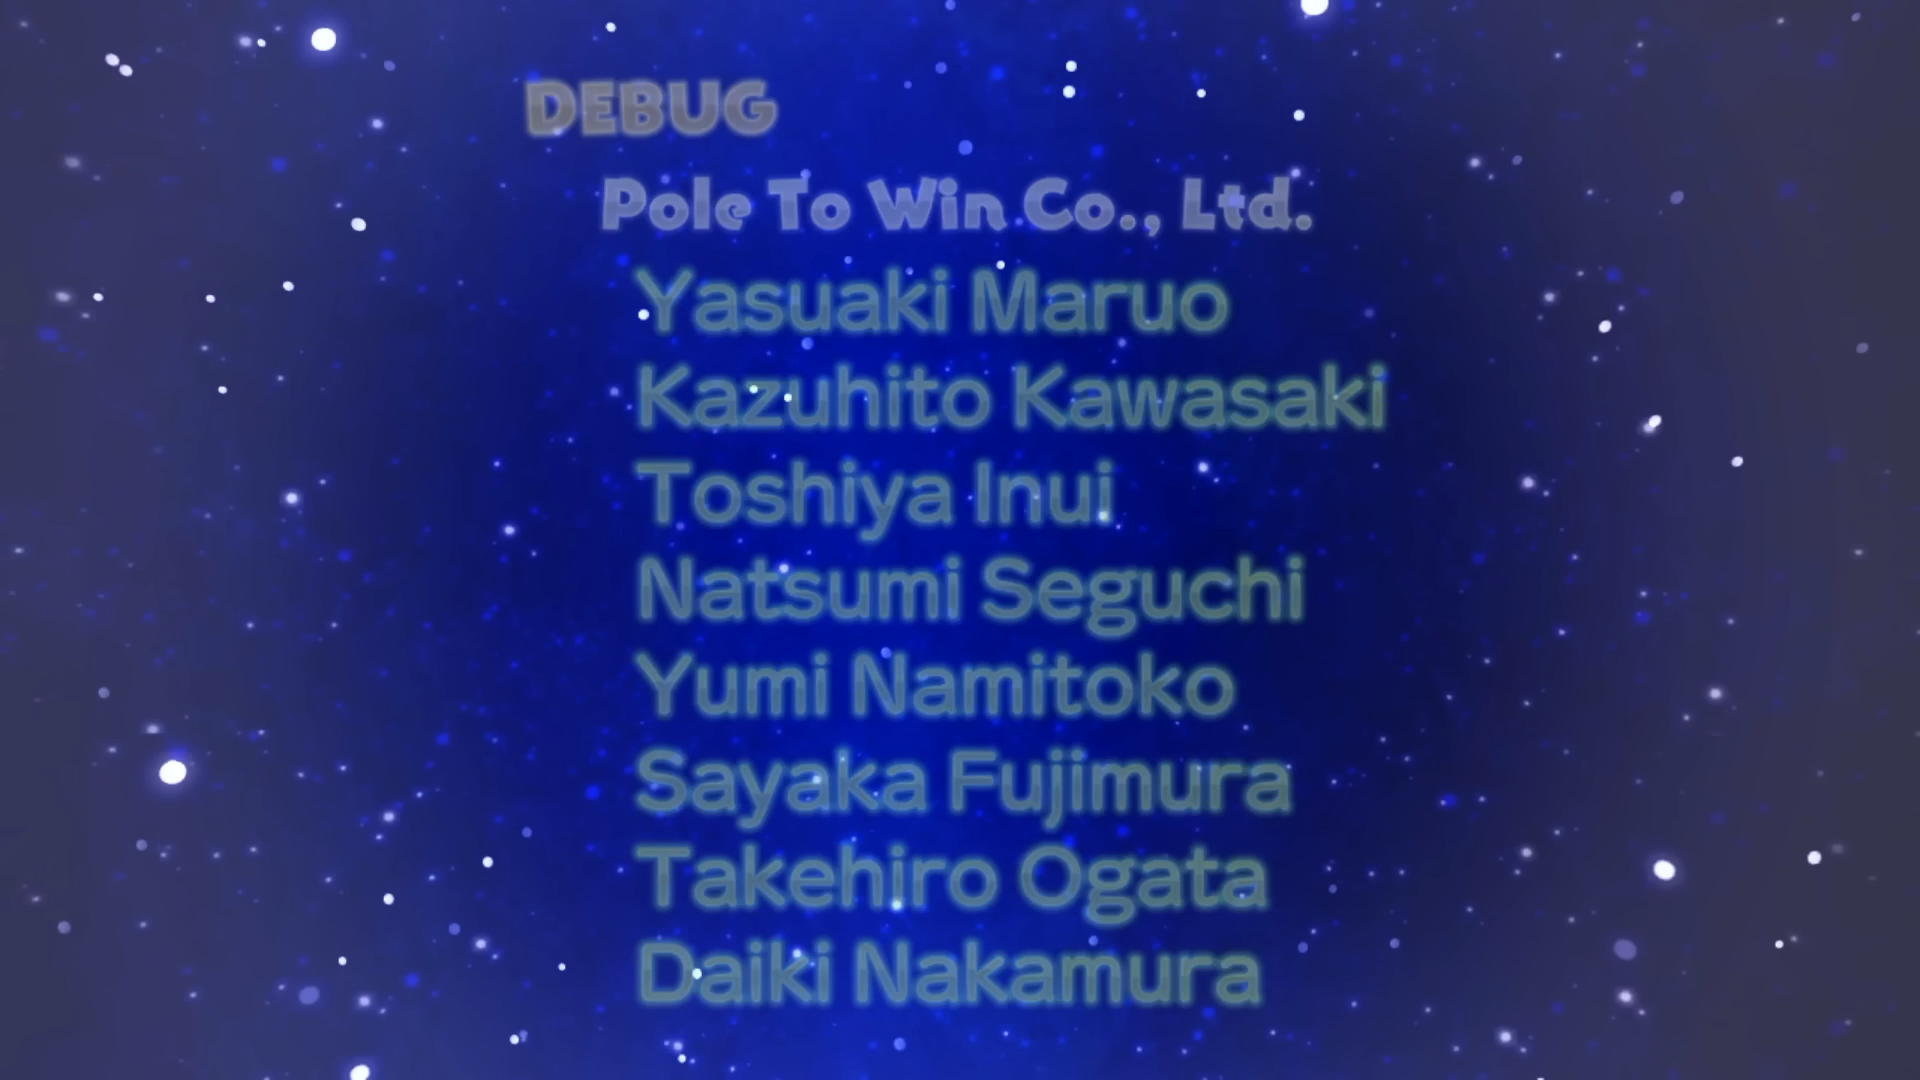 DEBUG
Pole To Win Co., Ltd.
Yasuaki Maruo
Kazuhito Kawasaki
Toshiya Inui
Natsumi Seguchi
Yumi Namitoko
Sayaka Fujimura
Takehiro Ogata
Daiki Nakamura